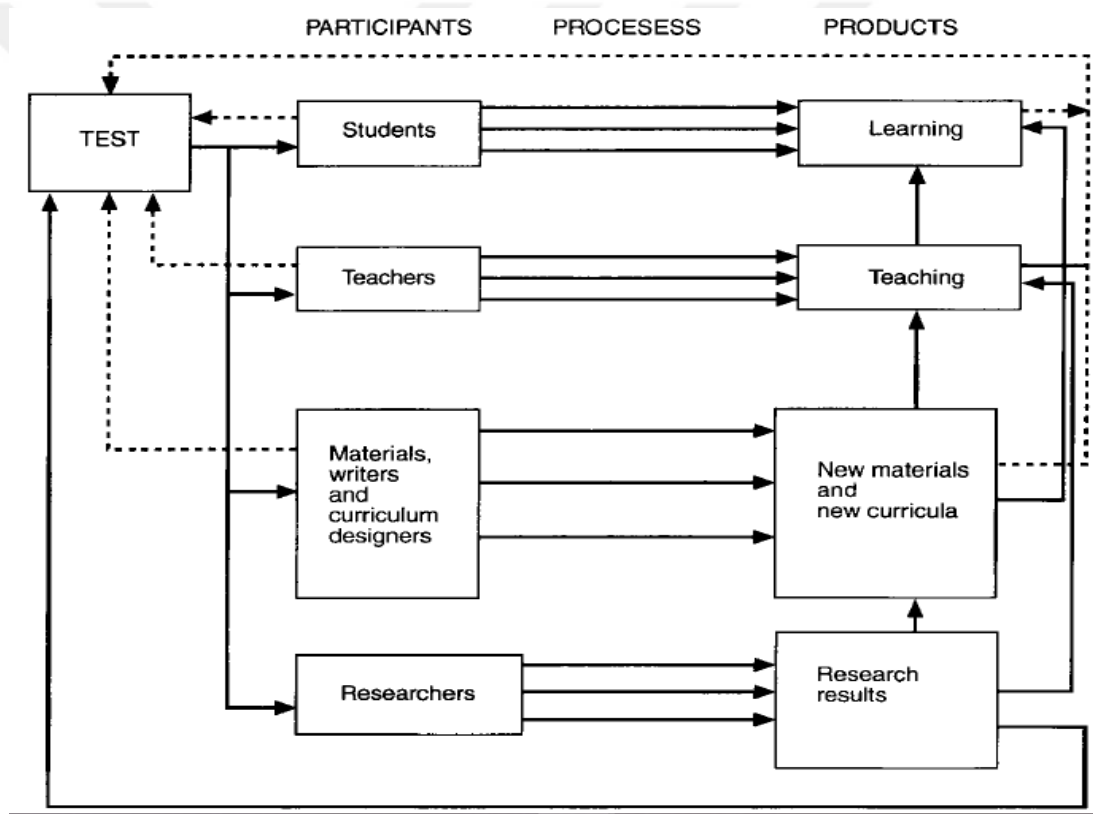 PARTICIPANTS PROCESESS PRODUCTS
TEST
Students
Learning
Teachers
Teaching
Materials,
writers
and
curriculum
designers
New materials
and
new curricula
Researchers
Research
results